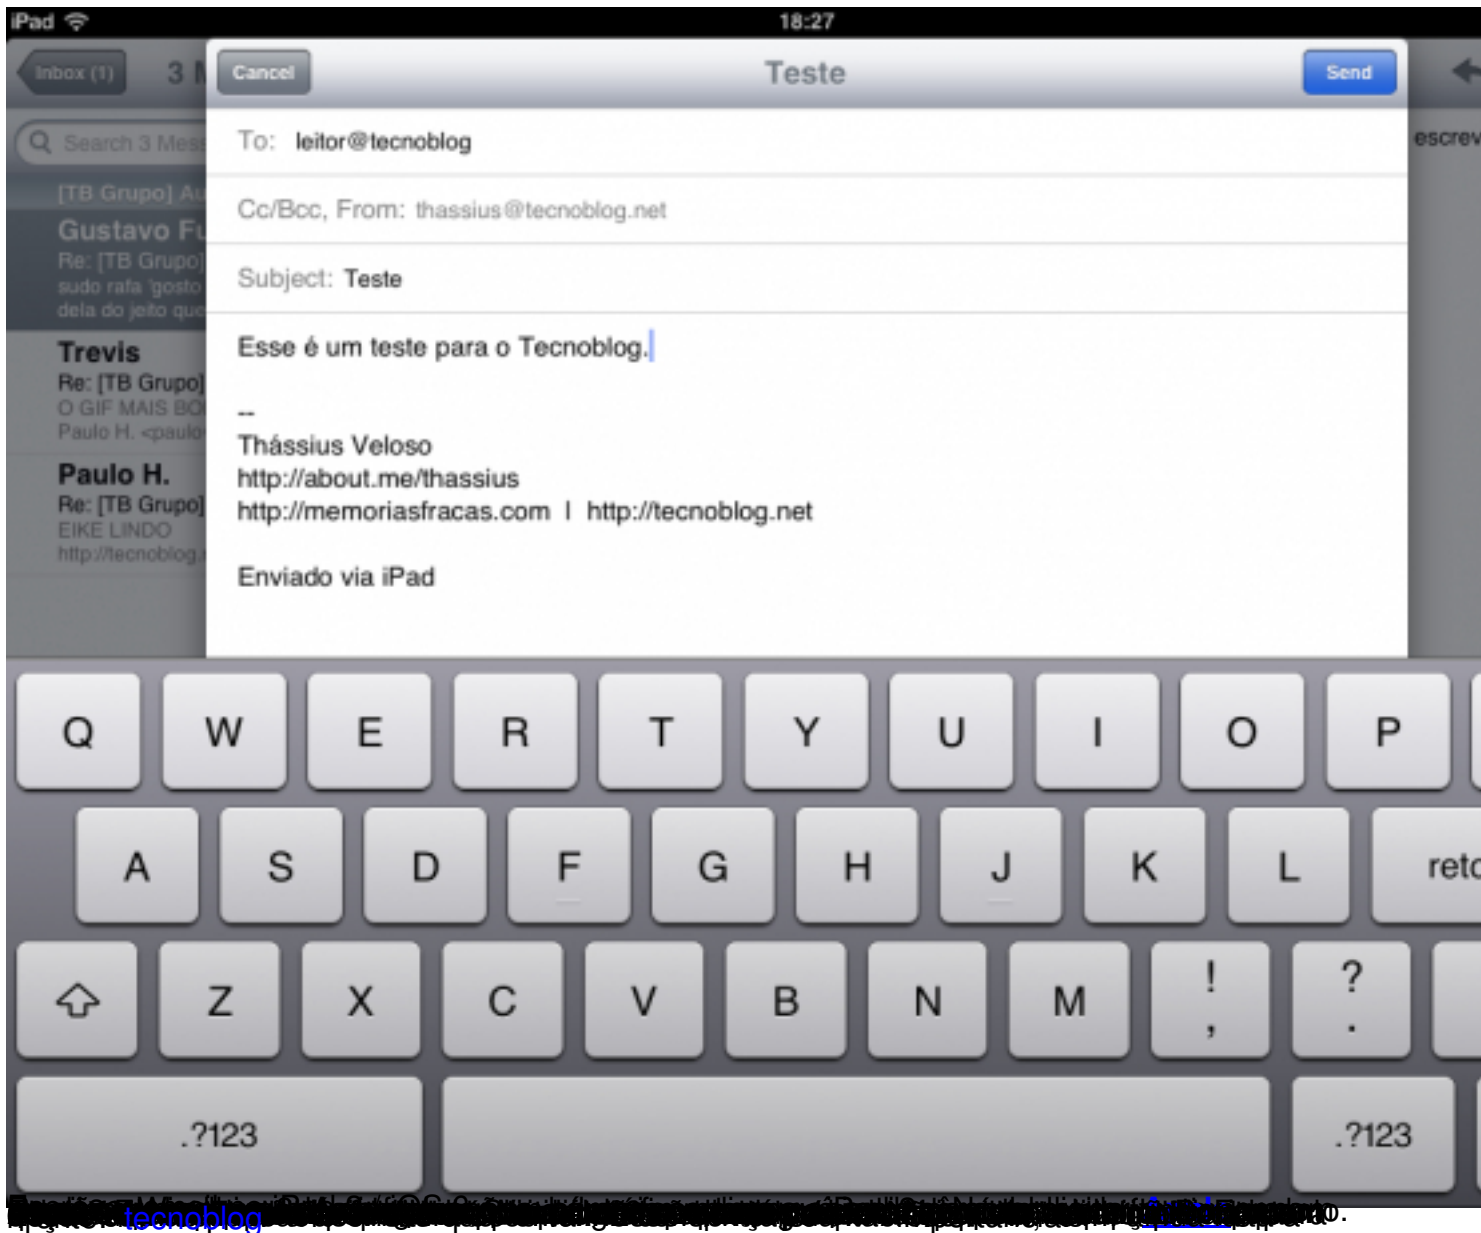 iPad 18:27
Inbox (1) 3 Cancel Teste Send
Search 3 Mess
To: leitor@tecnoblog
escrev
[TB Grupo] Au
Cc/Bcc, From: thassius@tecnoblog.net
Gustavo Fu
Re: [TB Grupo]
sudo rafa 'gosto
dela do jeito que
Subject: Teste
Esse é um teste para o Tecnoblog.
Trevis
Re: [TB Grupo]
O GIF MAIS BO
Paulo H. <paulo
--
Thássius Veloso
http://about.me/thassius
http://memoriasfracas.com | http://tecnoblog.net
Paulo H.
Re: [TB Grupo]
EIKE LINDO
http://tecnoblog.
Enviado via iPad
Q W E R T Y U I O P
A S D F G H J K L reto
Z X C V B N M ! , ? .
.?123 .?123
tecnoblog